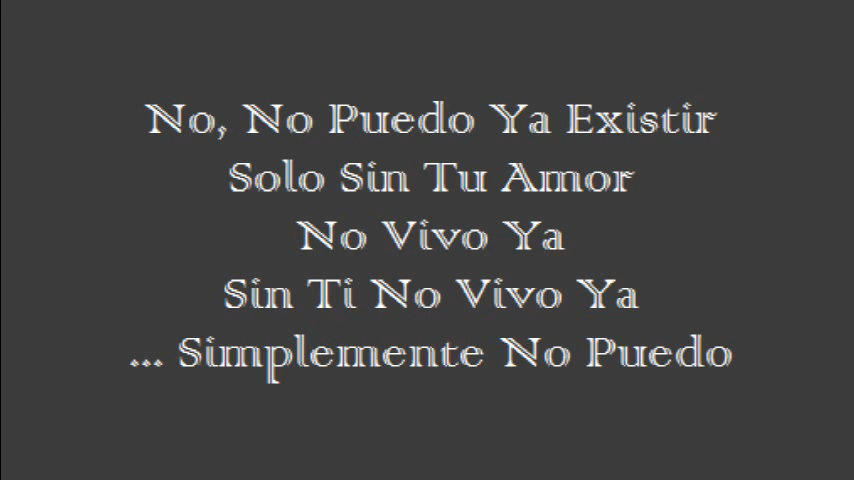 No, No Puedo Ya Existir
Solo Sin Tu Amor
No Vivo Ya
Sin Ti No Vivo Ya
... Simplemente No Puedo